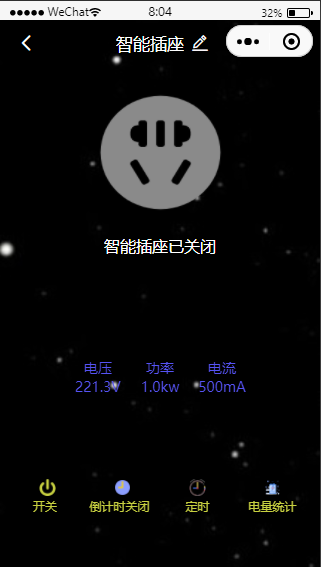 WeChat 8:04 32%
智能插座
智能插座已关闭
电压 功率 电流
221.3V 1.0kw 500mA
开关 倒计时关闭 定时 电量统计